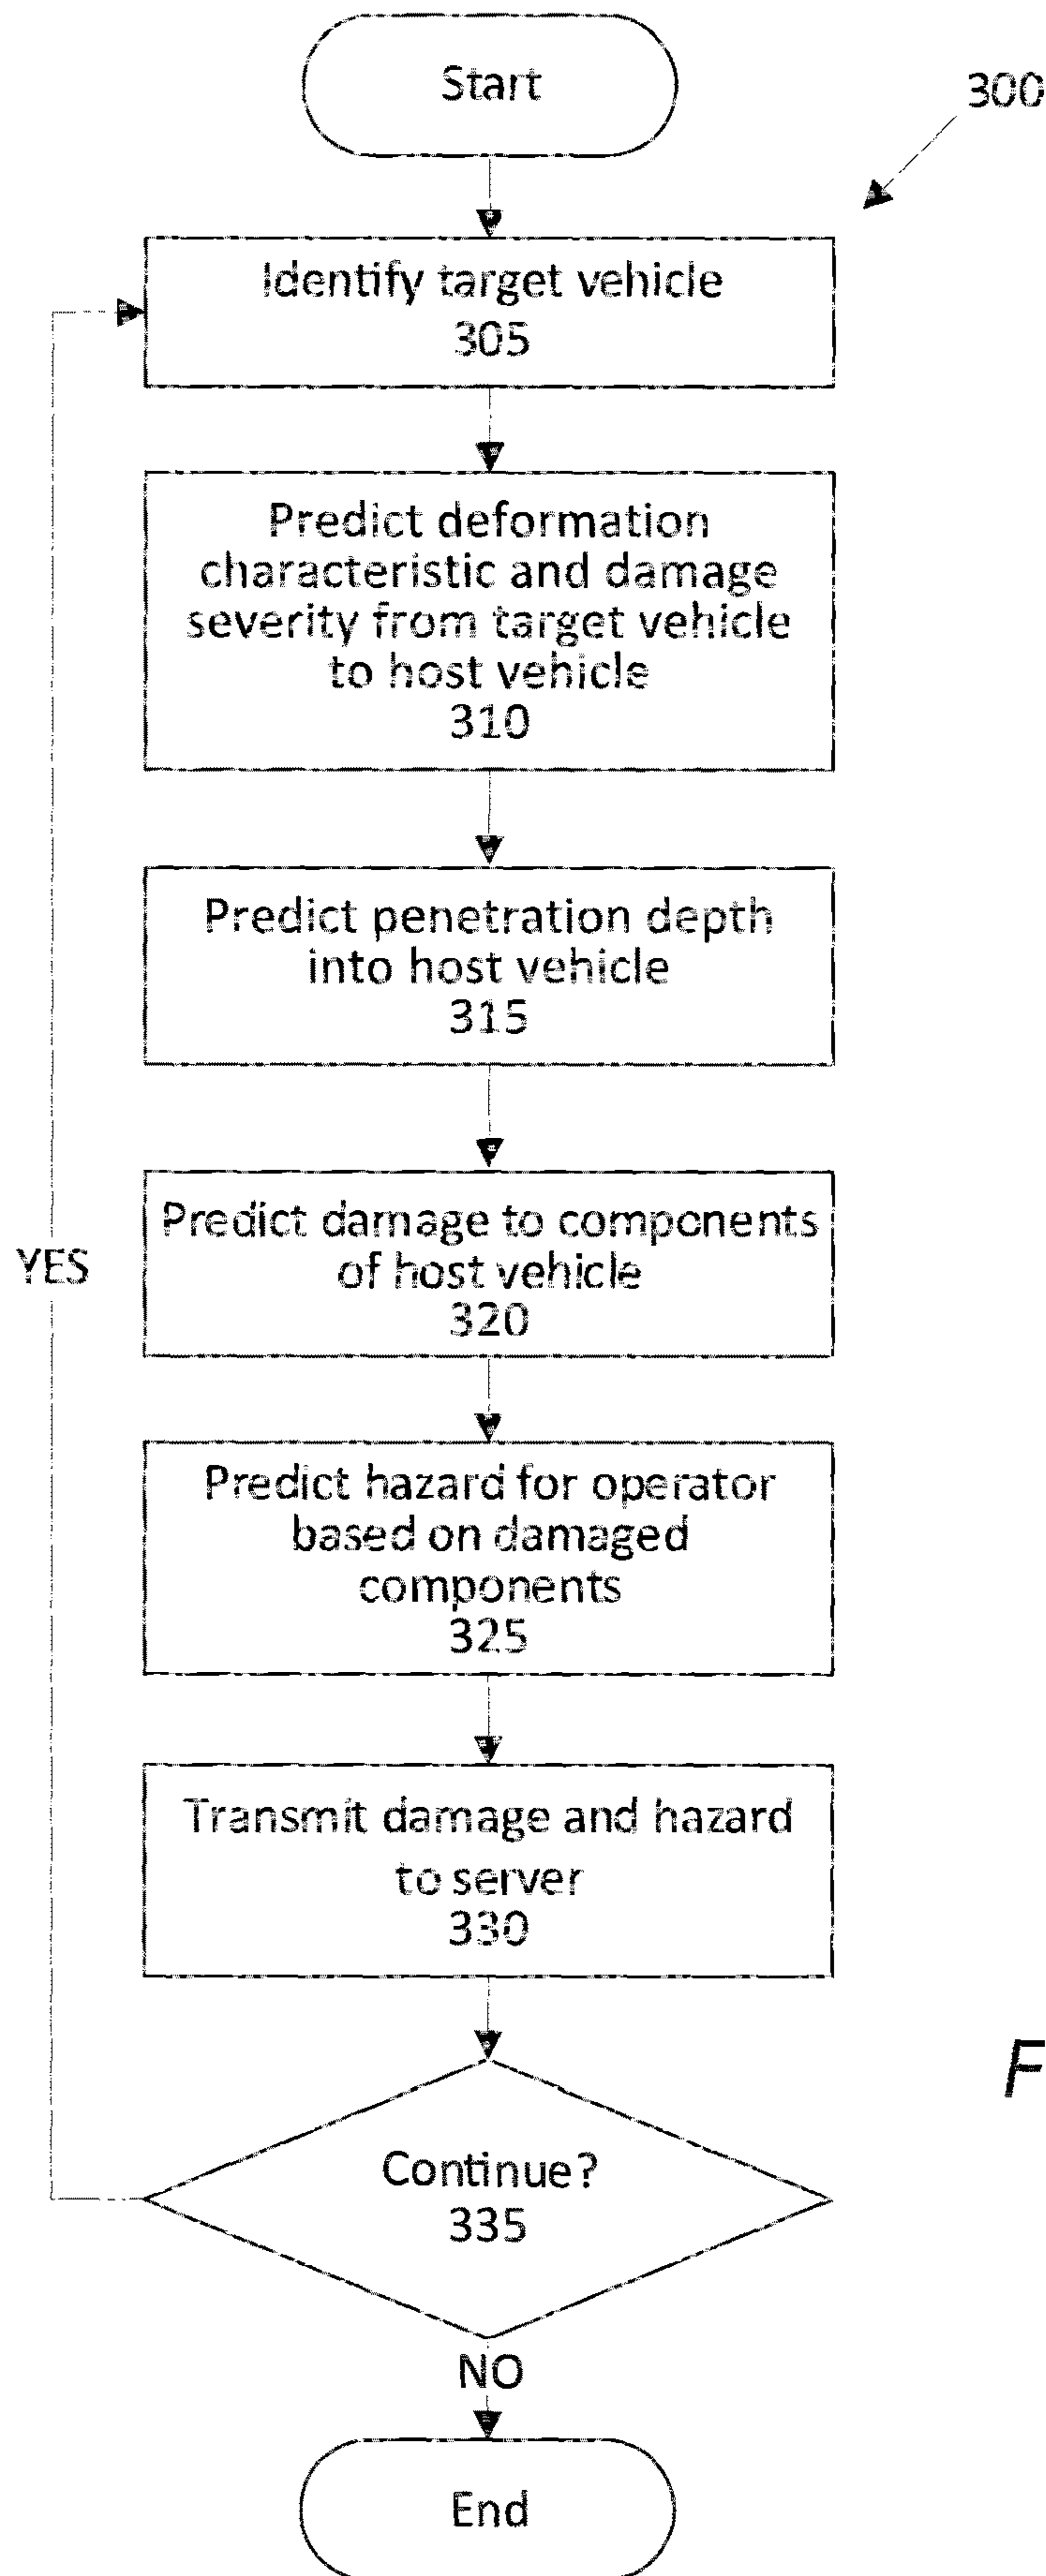 Start
300
Identify target vehicle
305
Predict deformation
characteristic and damage
severity from target vehicle
to host vehicle
310
Predict penetration depth
into host vehicle
315
Predict damage to components
of host vehicle
320
YES
Predict hazard for operator
based on damaged
components
325
Transmit damage and hazard
to server
330
F
Continue?
335
NO
End